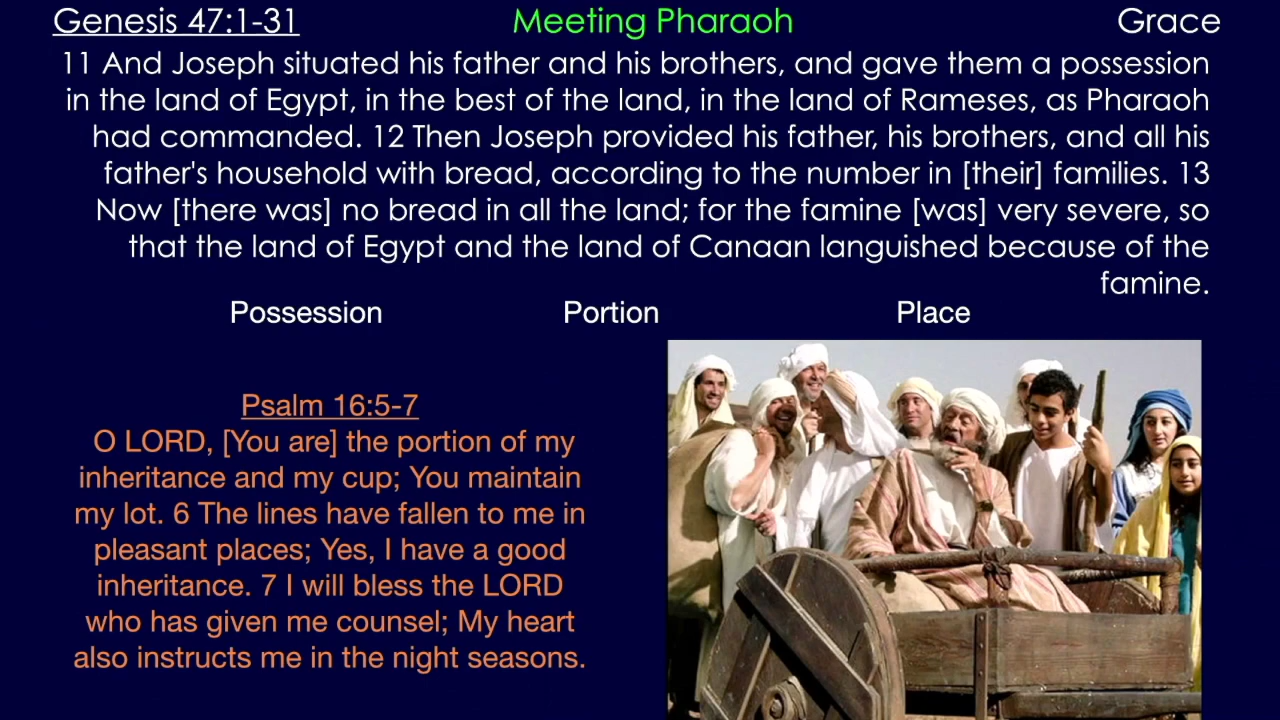 Genesis 47:1-31 Meeting Pharaoh Grace
11 And Joseph situated his father and his brothers, and gave them a possession
in the land of Egypt, in the best of the land, in the land of Rameses, as Pharaoh
had commanded. 12 Then Joseph provided his father, his brothers, and all his
father's household with bread, according to the number in [their] families. 13
Now [there was] no bread in all the land; for the famine [was] very severe, so
that the land of Egypt and the land of Canaan languished because of the
famine.
Possession Portion Place
Psalm 16:5-7
O LORD, [You are] the portion of my
inheritance and my cup; You maintain
my lot. 6 The lines have fallen to me in
pleasant places; Yes, I have a good
inheritance. 7 I will bless the LORD
who has given me counsel; My heart
also instructs me in the night seasons.